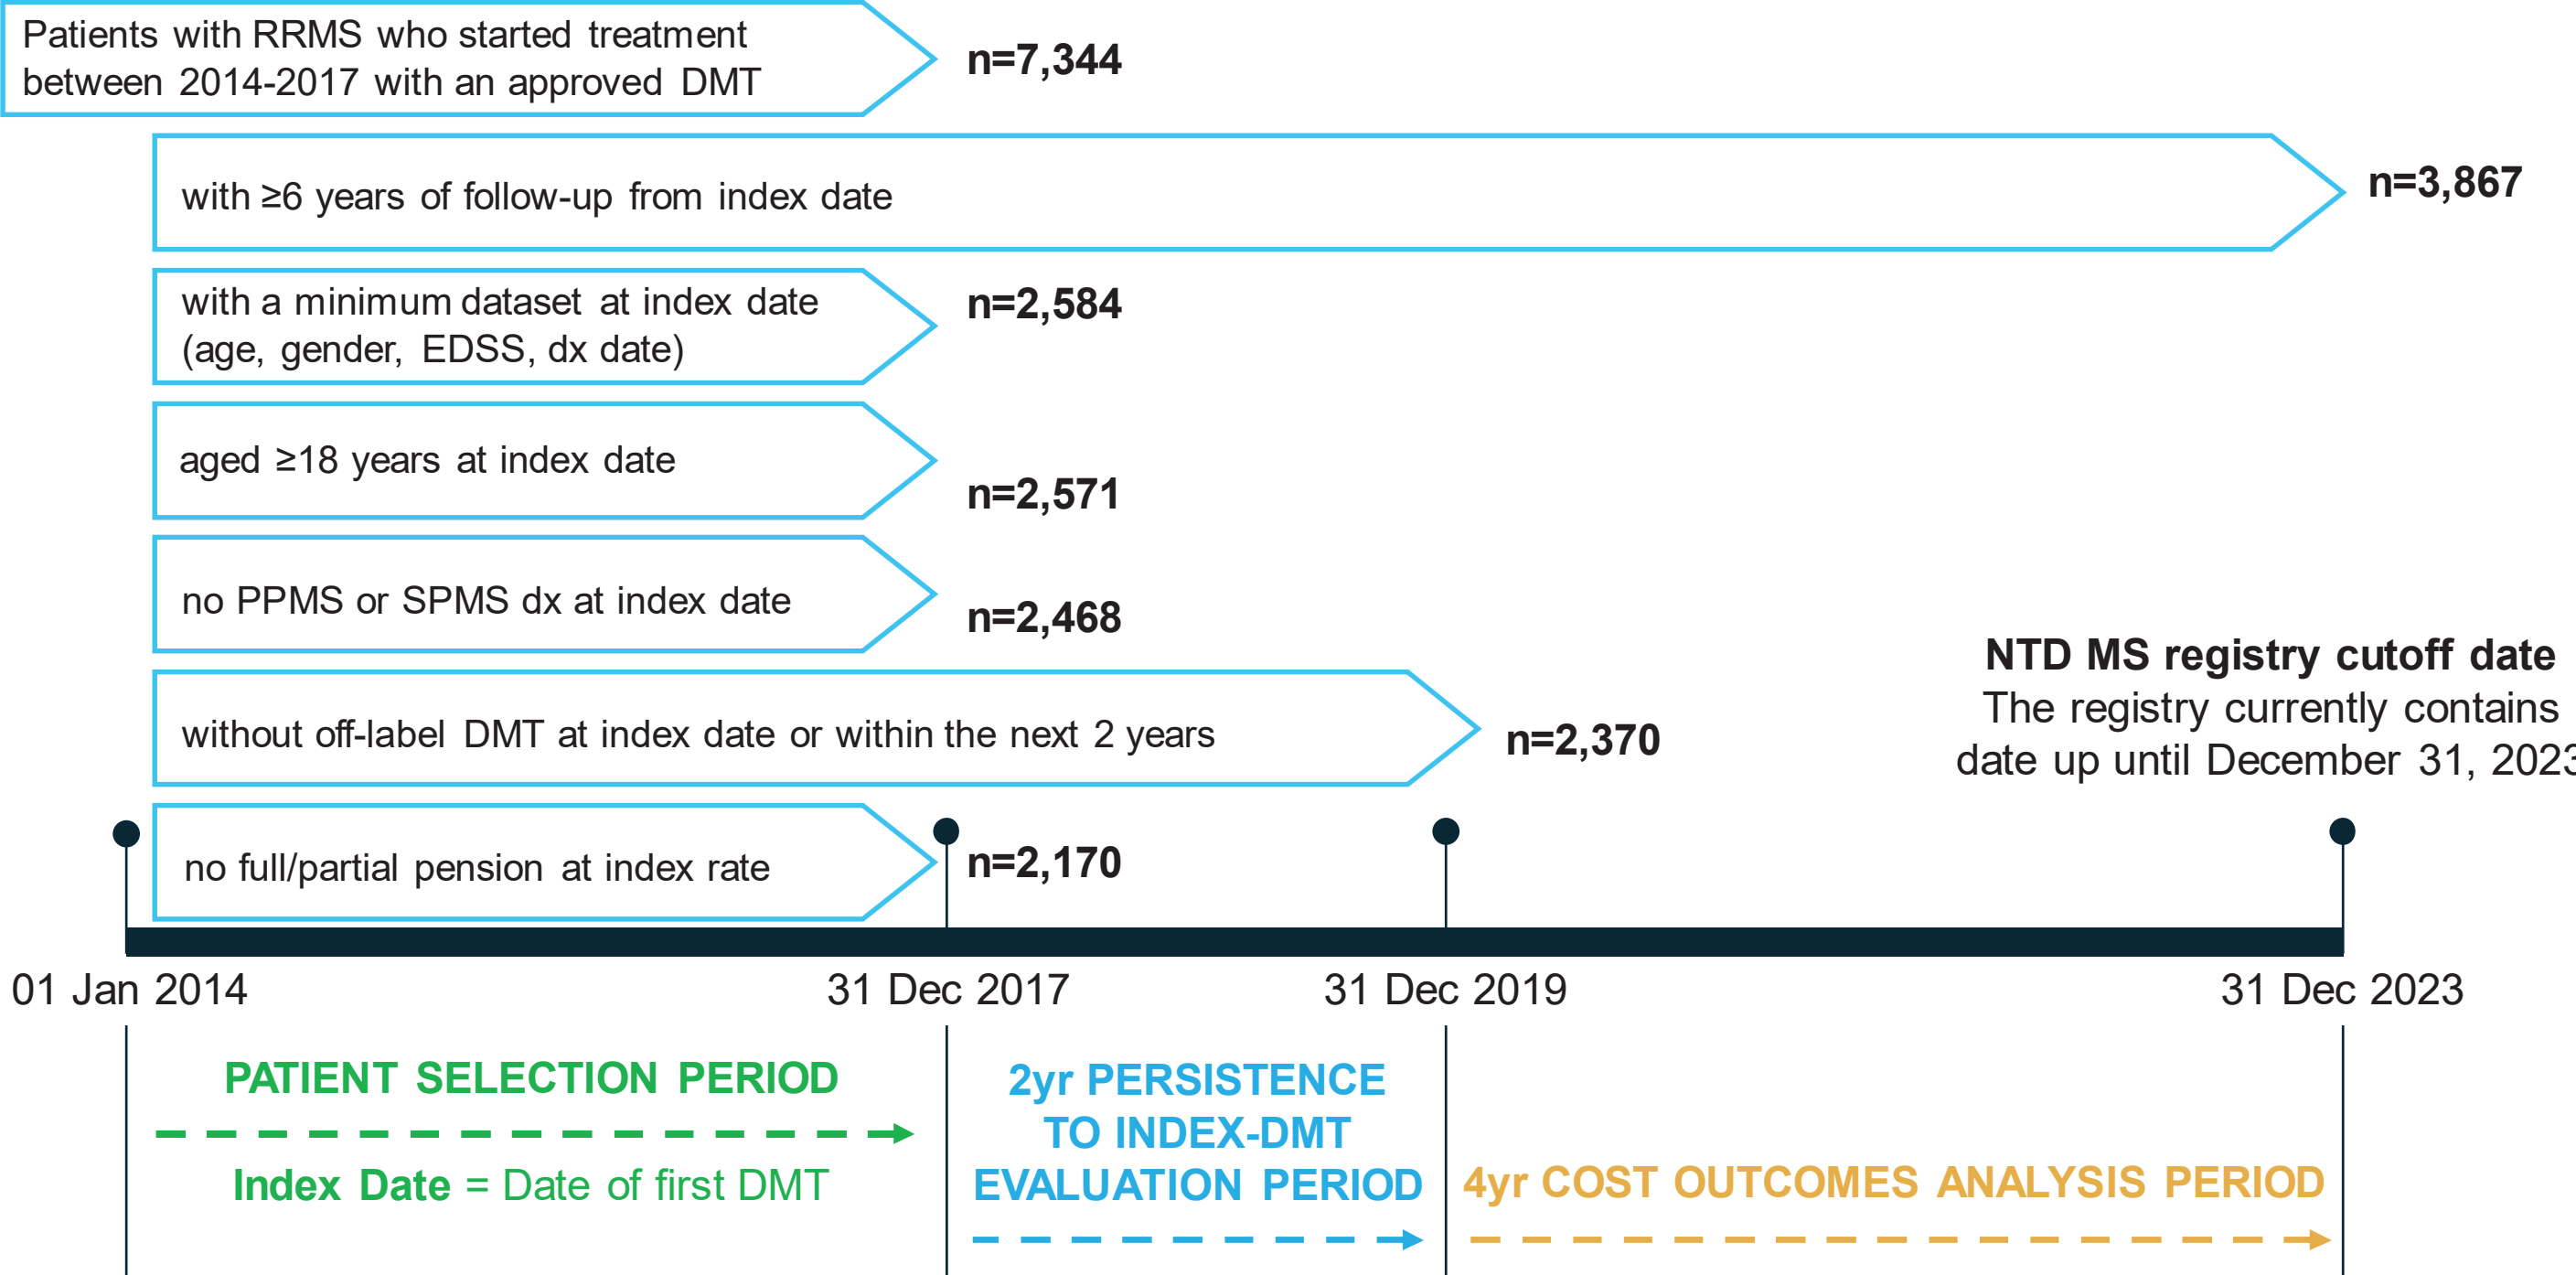 Patients with RRMS who started treatment
between 2014-2017 with an approved DMT
n=7,344
with ≥6 years of follow-up from index date
n=3,867
with a minimum dataset at index date
(age, gender, EDSS, dx date)
n=2,584
aged ≥18 years at index date
n=2,571
no PPMS or SPMS dx at index date
n=2,468
without off-label DMT at index date or within the next 2 years
n=2,370
NTD MS registry cutoff date
The registry currently contains
date up until December 31, 2023
no full/partial pension at index rate
n=2,170
01 Jan 2014
31 Dec 2017
31 Dec 2019
31 Dec 2023
PATIENT SELECTION PERIOD
Index Date = Date of first DMT
2yr PERSISTENCE
TO INDEX-DMT
EVALUATION PERIOD
4yr COST OUTCOMES ANALYSIS PERIOD